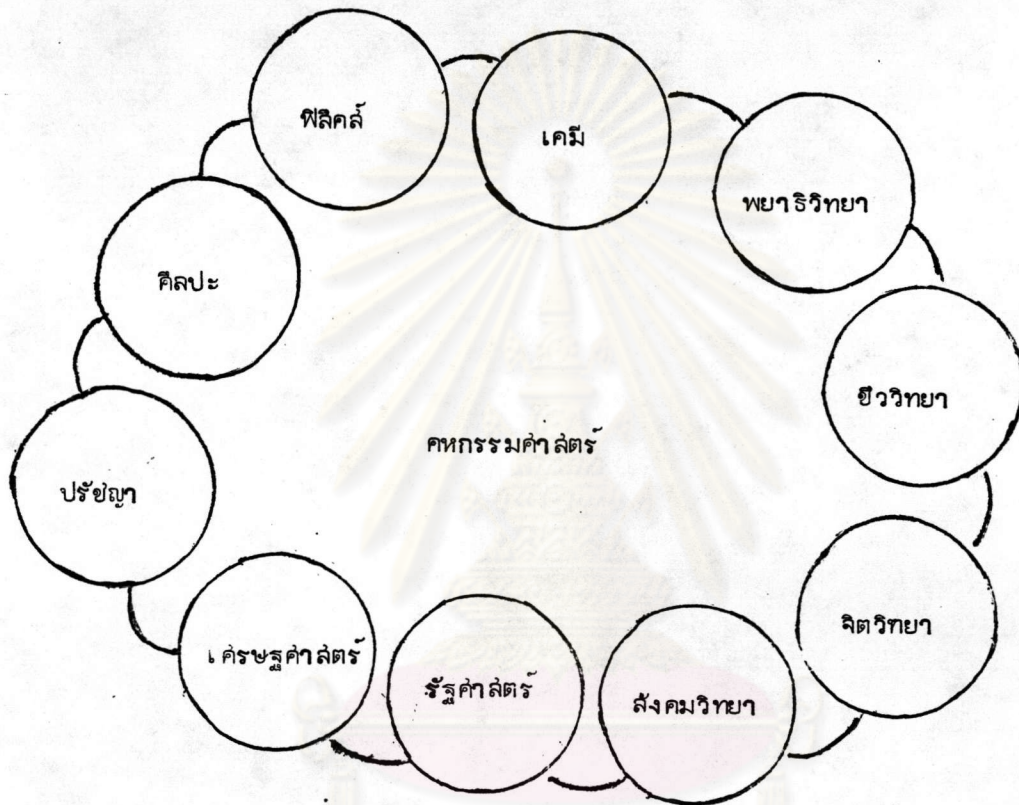 ฟิสิคส์
เคมี
พยาธิวิทยา
ศิลปะ
ชีววิทยา
คหกรรมศาสตร์
ปรัชญา
จิตวิทยา
เศรษฐศาสตร์
รัฐศาสตร์
สังคมวิทยา